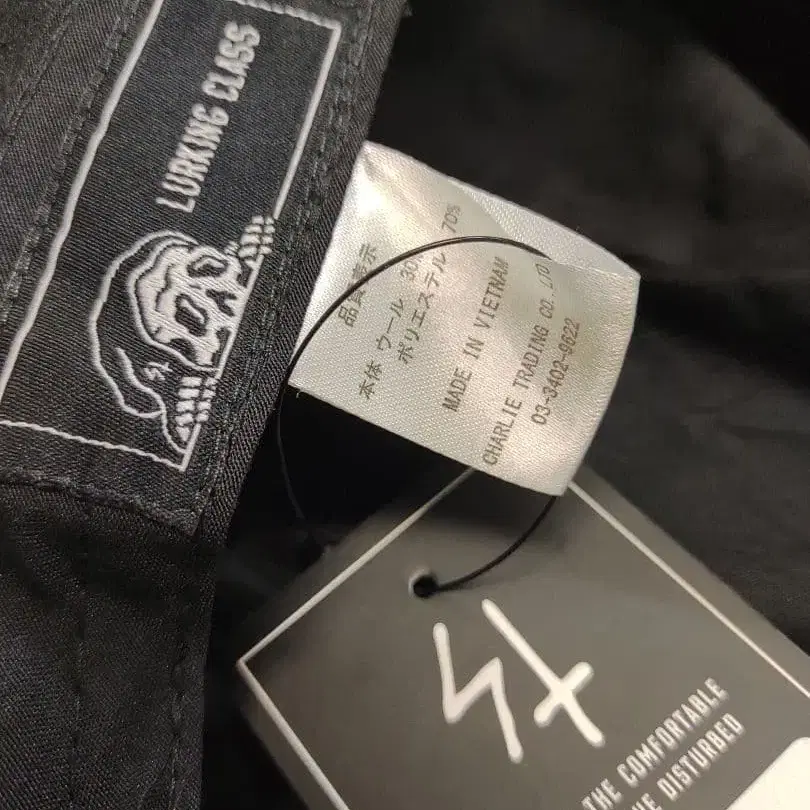 LURKING CLASS
品質表示
本体 ウール 30
ポリエステル 70%
MADE IN VIETNAM
CHARLIE TRADING CO., LTD
03-3402-9622
THE COMFORTABLE
DISTURBED